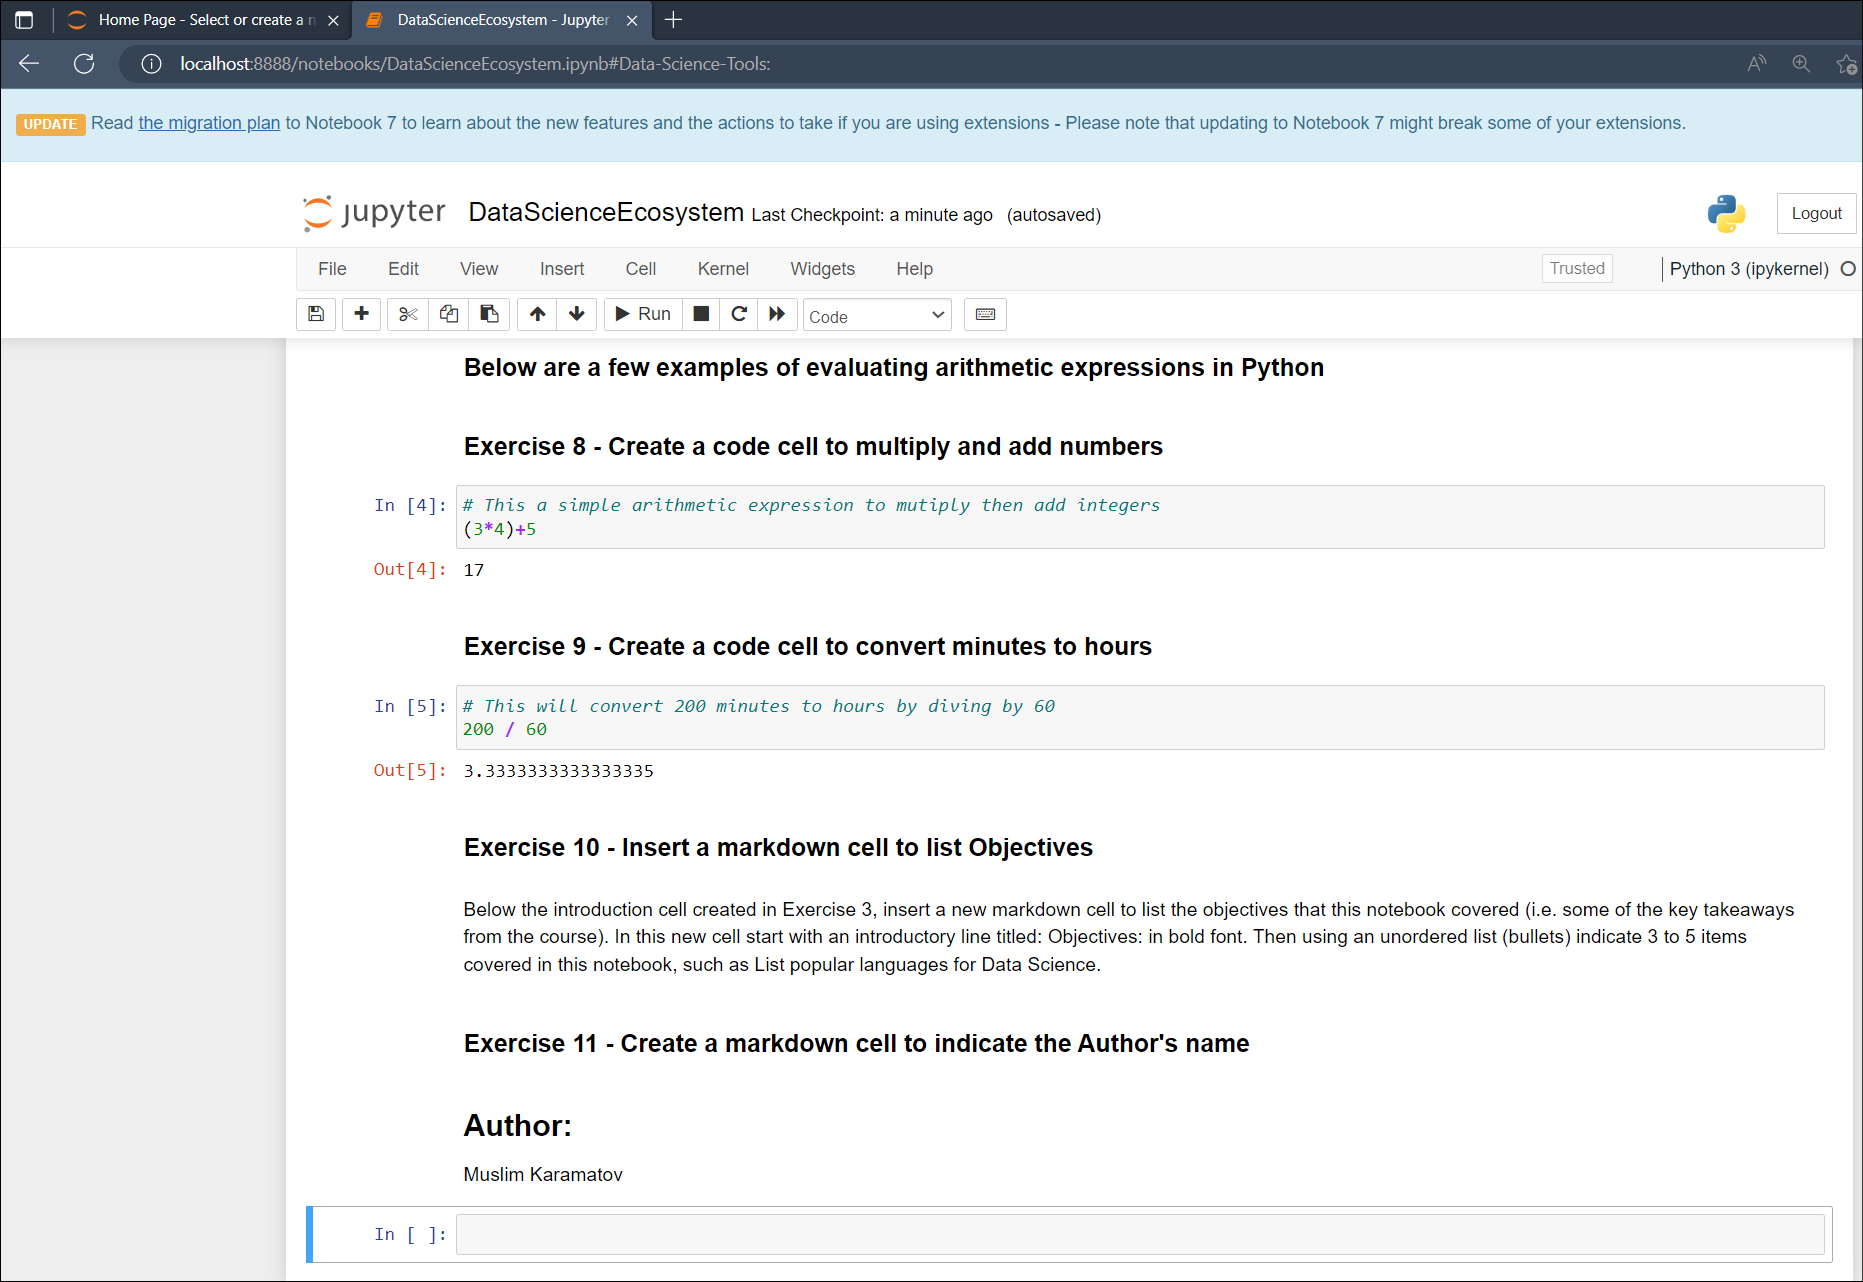 Home Page - Select or create a n
DataScienceEcosystem - Jupyter
localhost:8888/notebooks/DataScienceEcosystem.ipynb#Data-Science-Tools:
UPDATE Read the migration plan to Notebook 7 to learn about the new features and the actions to take if you are using extensions - Please note that updating to Notebook 7 might break some of your extensions.
jupyter DataScienceEcosystem Last Checkpoint: a minute ago (autosaved)
Logout
File Edit View Insert Cell Kernel Widgets Help
Trusted
Python 3 (ipykernel)
Run
Code
Below are a few examples of evaluating arithmetic expressions in Python
Exercise 8 - Create a code cell to multiply and add numbers
In [4]: # This a simple arithmetic expression to mutiply then add integers
(3*4)+5
Out[4]: 17
Exercise 9 - Create a code cell to convert minutes to hours
In [5]: # This will convert 200 minutes to hours by diving by 60
200 / 60
Out[5]: 3.3333333333333335
Exercise 10 - Insert a markdown cell to list Objectives
Below the introduction cell created in Exercise 3, insert a new markdown cell to list the objectives that this notebook covered (i.e. some of the key takeaways
from the course). In this new cell start with an introductory line titled: Objectives: in bold font. Then using an unordered list (bullets) indicate 3 to 5 items
covered in this notebook, such as List popular languages for Data Science.
Exercise 11 - Create a markdown cell to indicate the Author's name
Author:
Muslim Karamatov
In [ ]: